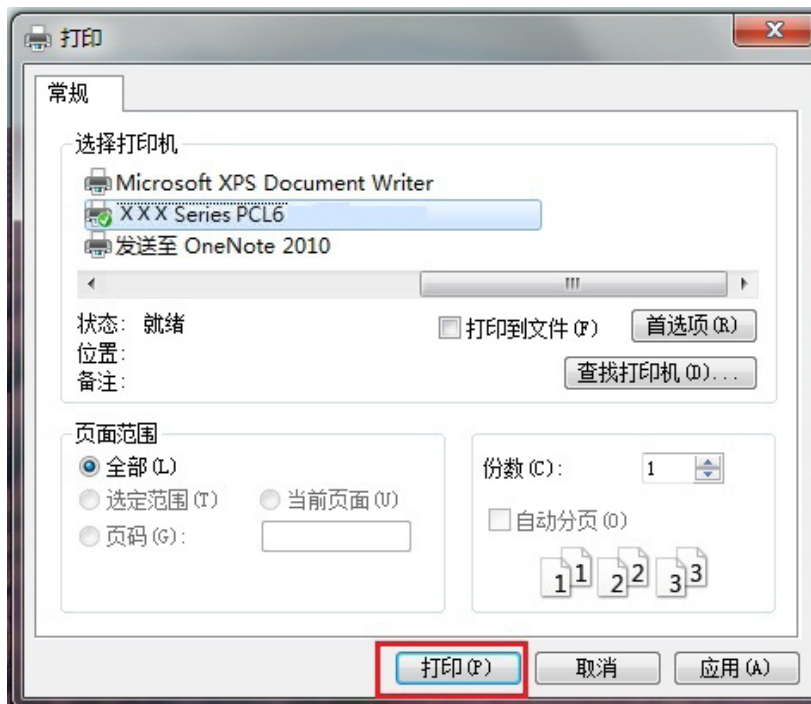 打印
常规
选择打印机
Microsoft XPS Document Writer
XXX Series PCL6
发送至 OneNote 2010
状态: 就绪
打印到文件(F)
首选项(R)
位置:
查找打印机(D)...
备注:
页面范围
全部(L)
份数(C): 1
选定范围(T) 当前页面(U)
自动分页(O)
页码(G):
1 1 2 2 3 3
打印(P) 取消 应用(A)